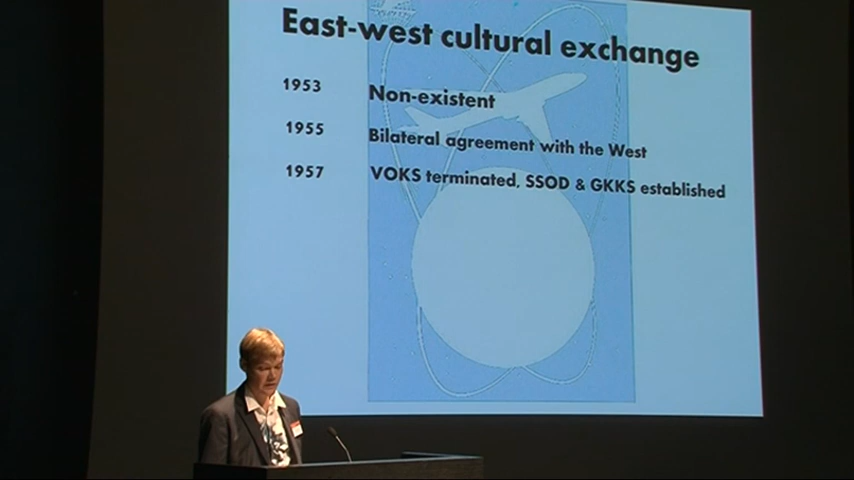 East-west cultural exchange
1953 Non-existent
1955 Bilateral agreement with the West
1957 VOKS terminated, SSOD & GKKS established